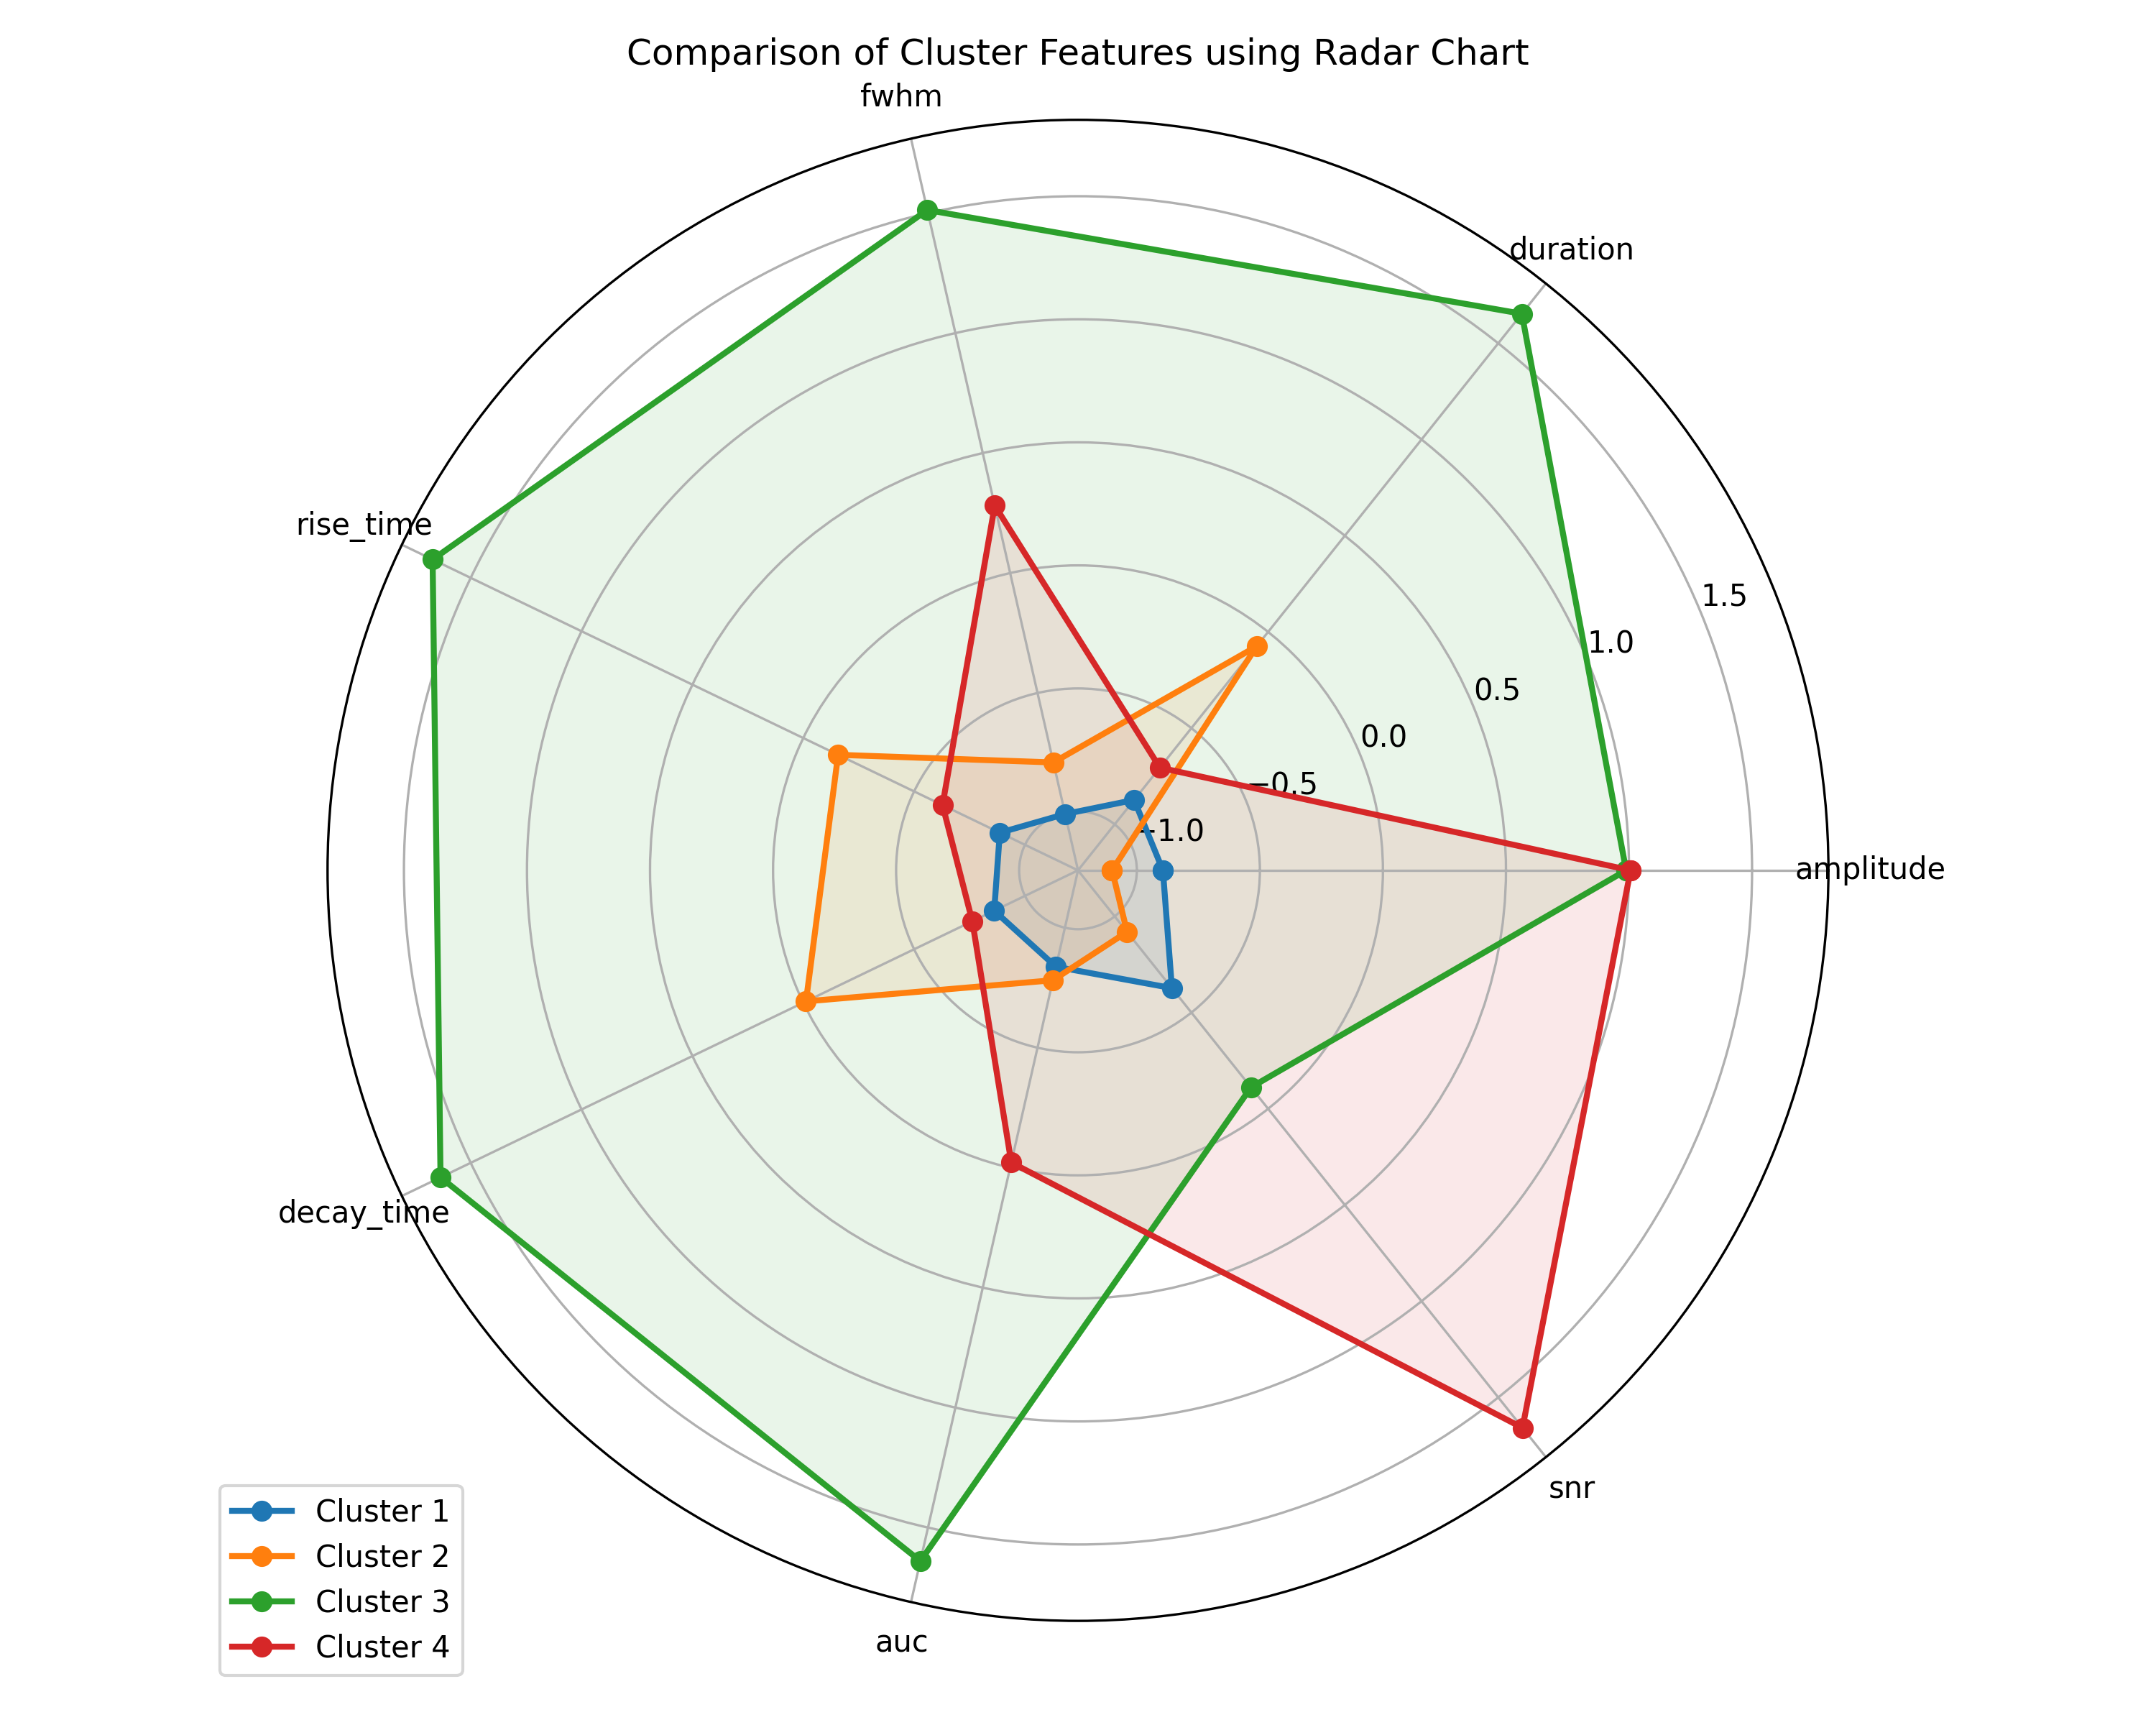 Comparison of Cluster Features using Radar Chart
fwhm
duration
rise_time
1.5
1.0
0.5
0.0
−0.5
−1.0
amplitude
decay_time
snr
auc
Cluster 1
Cluster 2
Cluster 3
Cluster 4